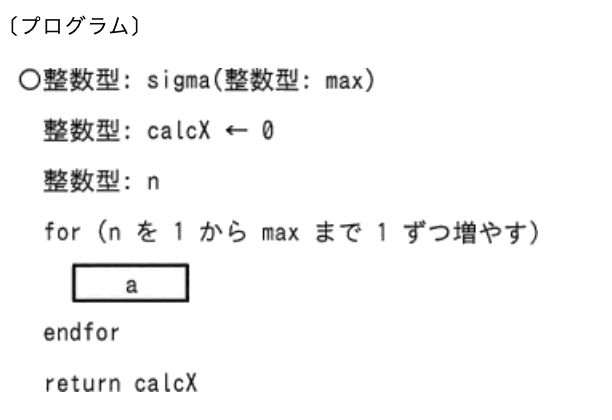 〔プログラム〕
○整数型: sigma(整数型: max)
整数型: calcX ← 0
整数型: n
for (n を 1 から max まで 1 ずつ増やす)
a
endfor
return calcX